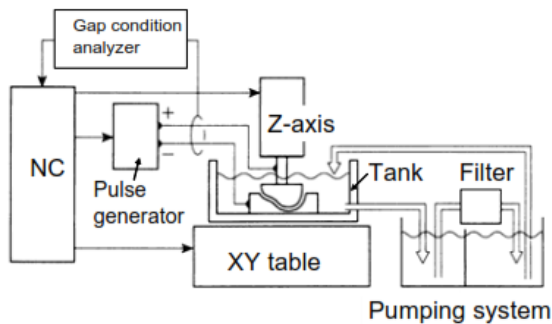 Gap condition
analyzer
+
−
NC
Pulse
generator
Z-axis
Tank
Filter
XY table
Pumping system